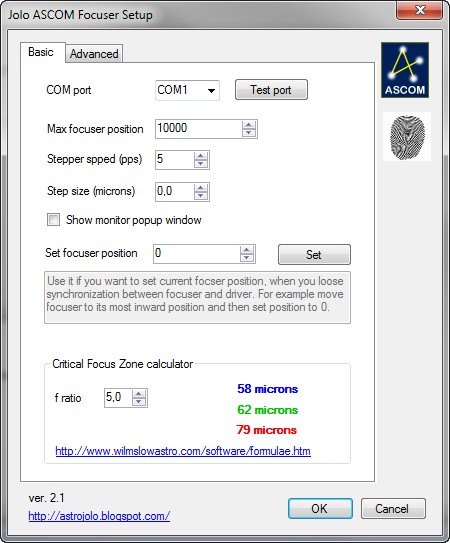 Jolo ASCOM Focuser Setup
Basic
Advanced
COM port
COM1
Test port
ASCOM
Max focuser position
10000
Stepper spped (pps)
5
Step size (microns)
0,0
Show monitor popup window
Set focuser position
0
Set
Use it if you want to set current focser position, when you loose
synchronization between focuser and driver. For example move
focuser to its most inward position and then set position to 0.
Critical Focus Zone calculator
f ratio
5,0
58 microns
62 microns
79 microns
http://www.wilmslowastro.com/software/formulae.htm
ver. 2.1
http://astrojolo.blogspot.com/
OK
Cancel